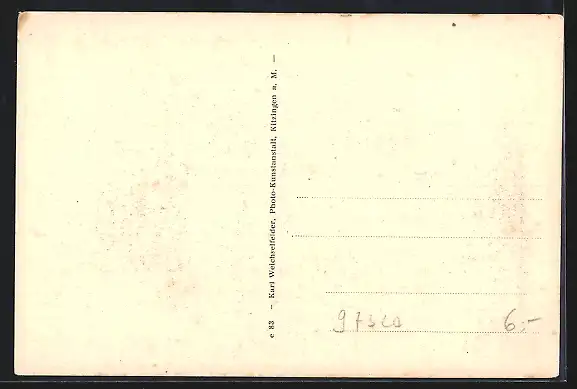 e 83 – Karl Weichselfelder, Photo-Kunstanstalt, Kitzingen a. M. –
97320 6.-